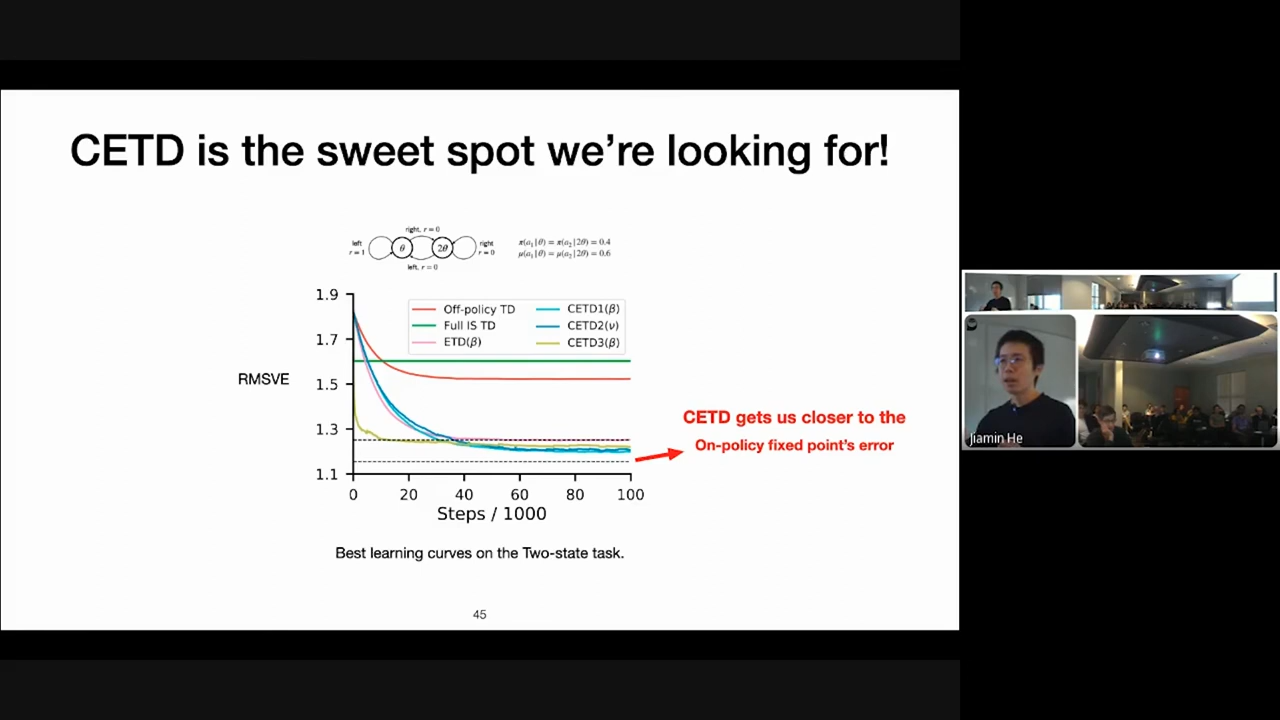 CETD is the sweet spot we're looking for!
right, r = 0
left
r = 1
θ
2θ
right
r = 0
left, r = 0
π(a₁|θ) = π(a₂|2θ) = 0.4
μ(a₁|θ) = μ(a₂|2θ) = 0.6
1.9
1.7
1.5
1.3
1.1
RMSVE
Off-policy TD
Full IS TD
ETD(β)
CETD1(β)
CETD2(ν)
CETD3(β)
CETD gets us closer to the
On-policy fixed point's error
0 20 40 60 80 100
Steps / 1000
Best learning curves on the Two-state task.
45
Jiamin He